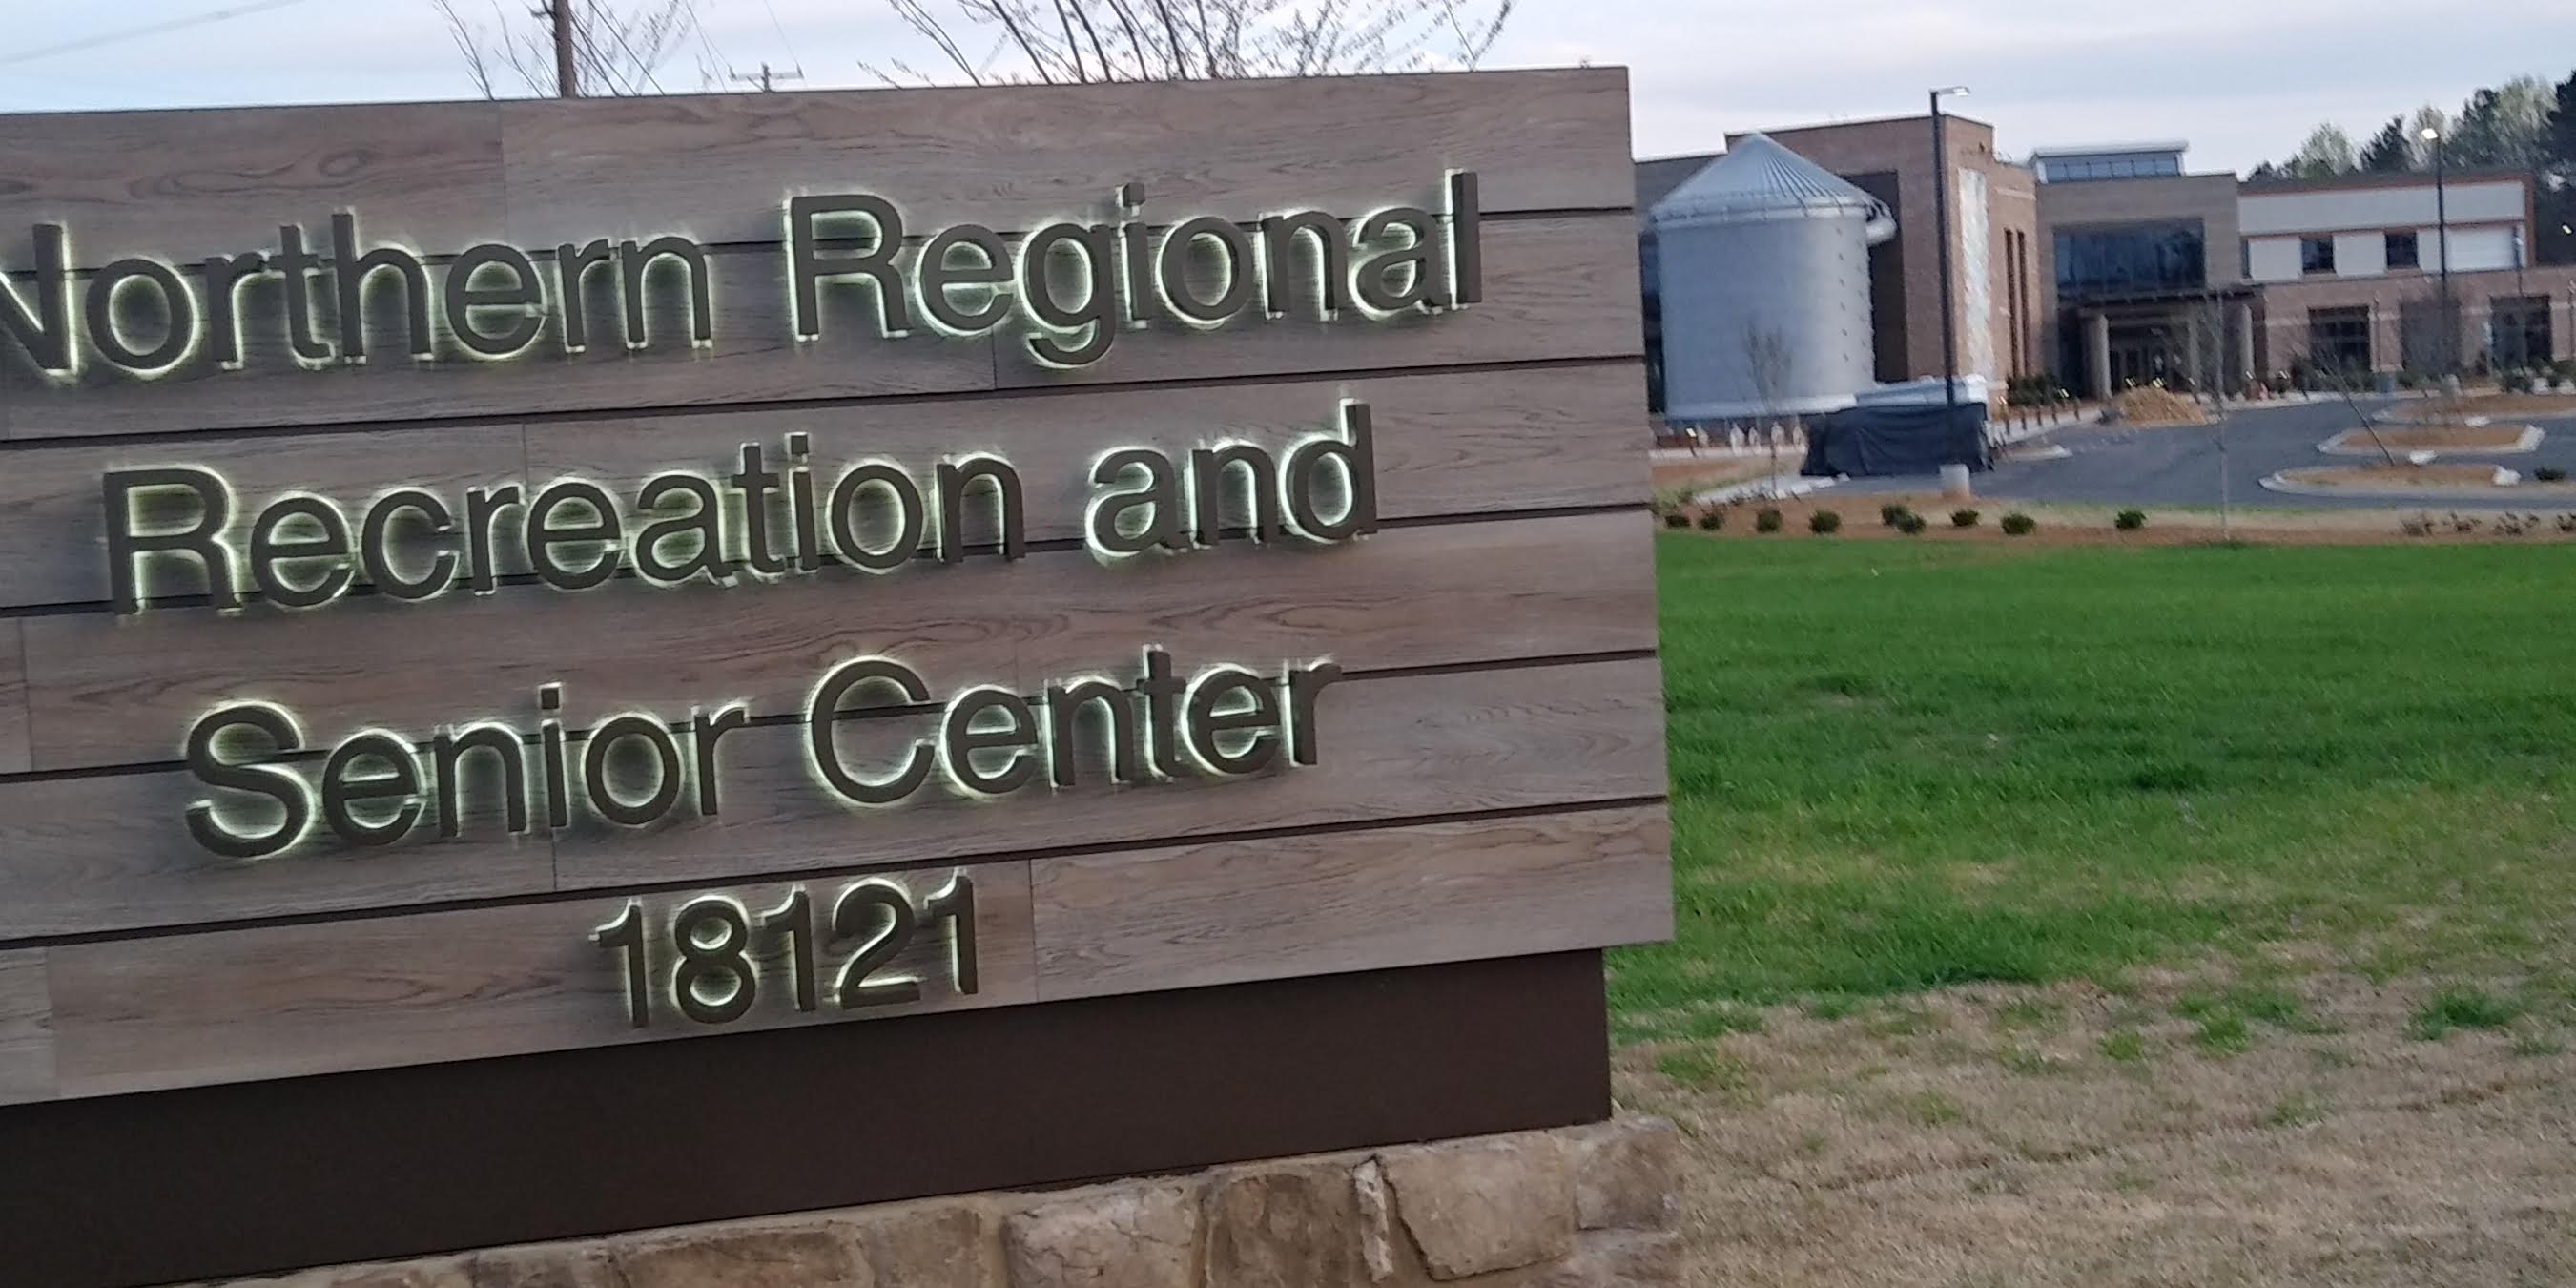 Northern Regional
Recreation and
Senior Center
18121